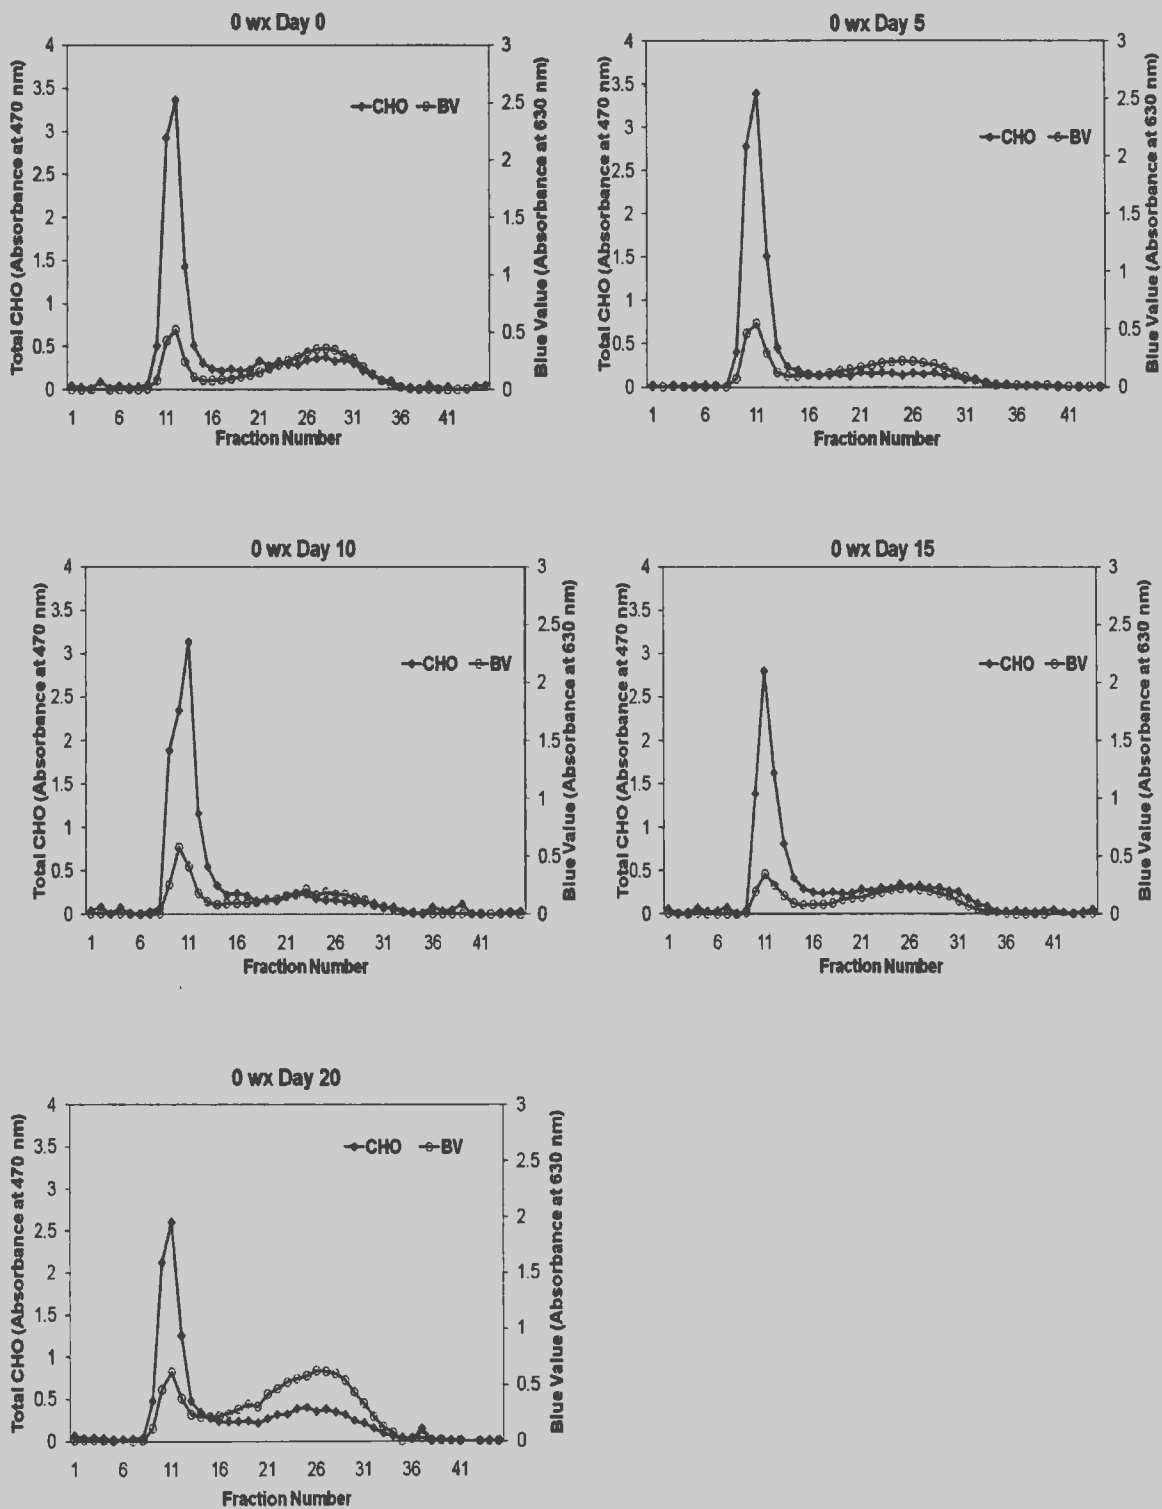 0 wx Day 0
Total CHO (Absorbance at 470 nm)
4
3.5
3
2.5
2
1.5
1
0.5
0
CHO BV
3
2.5
2
1.5
1
0.5
0
Blue Value (Absorbance at 630 nm)
1 6 11 16 21 26 31 36 41
Fraction Number
0 wx Day 5
Total CHO (Absorbance at 470 nm)
4
3.5
3
2.5
2
1.5
1
0.5
0
CHO BV
3
2.5
2
1.5
1
0.5
0
Blue Value (Absorbance at 630 nm)
1 6 11 16 21 26 31 36 41
Fraction Number
0 wx Day 10
Total CHO (Absorbance at 470 nm)
4
3.5
3
2.5
2
1.5
1
0.5
0
CHO BV
3
2.5
2
1.5
1
0.5
0
Blue Value (Absorbance at 630 nm)
1 6 11 16 21 26 31 36 41
Fraction Number
0 wx Day 15
Total CHO (Absorbance at 470 nm)
4
3.5
3
2.5
2
1.5
1
0.5
0
CHO BV
3
2.5
2
1.5
1
0.5
0
Blue Value (Absorbance at 630 nm)
1 6 11 16 21 26 31 36 41
Fraction Number
0 wx Day 20
Total CHO (Absorbance at 470 nm)
4
3.5
3
2.5
2
1.5
1
0.5
0
CHO BV
3
2.5
2
1.5
1
0.5
0
Blue Value (Absorbance at 630 nm)
1 6 11 16 21 26 31 36 41
Fraction Number